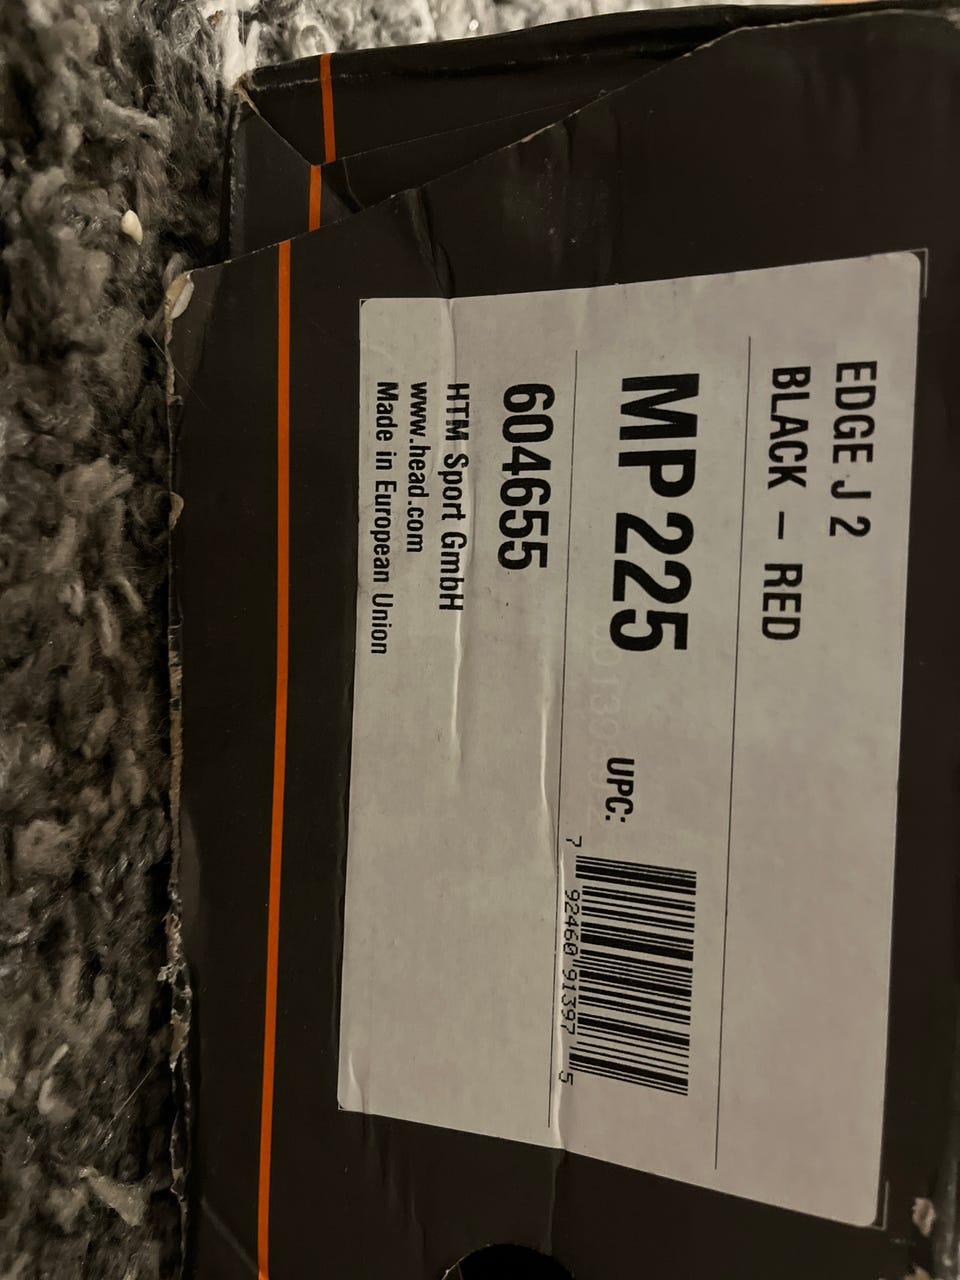 EDGE J 2
BLACK – RED
MP 225
UPC:
7 92460 91397 5
604655
HTM Sport GmbH
www.head.com
Made in European Union